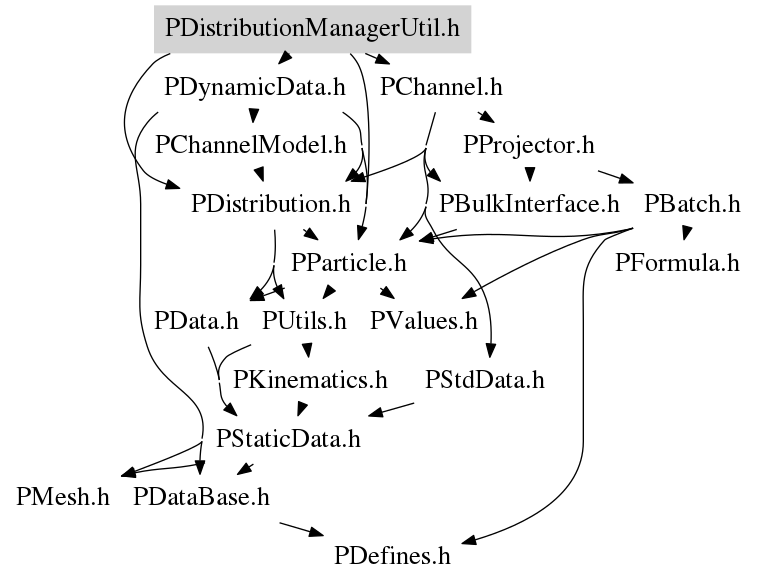 PDistributionManagerUtil.h
PDynamicData.h
PChannel.h
PChannelModel.h
PProjector.h
PDistribution.h
PBulkInterface.h
PBatch.h
PParticle.h
PFormula.h
PData.h
PUtils.h
PValues.h
PKinematics.h
PStdData.h
PStaticData.h
PMesh.h
PDataBase.h
PDefines.h